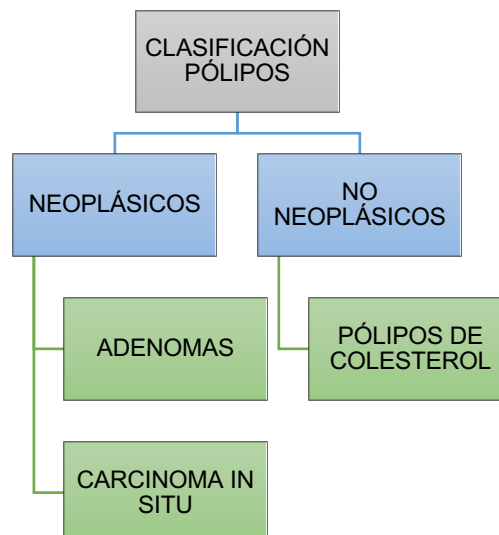 CLASIFICACIÓN
PÓLIPOS
NEOPLÁSICOS
NO
NEOPLÁSICOS
ADENOMAS
PÓLIPOS DE
COLESTEROL
CARCINOMA IN
SITU